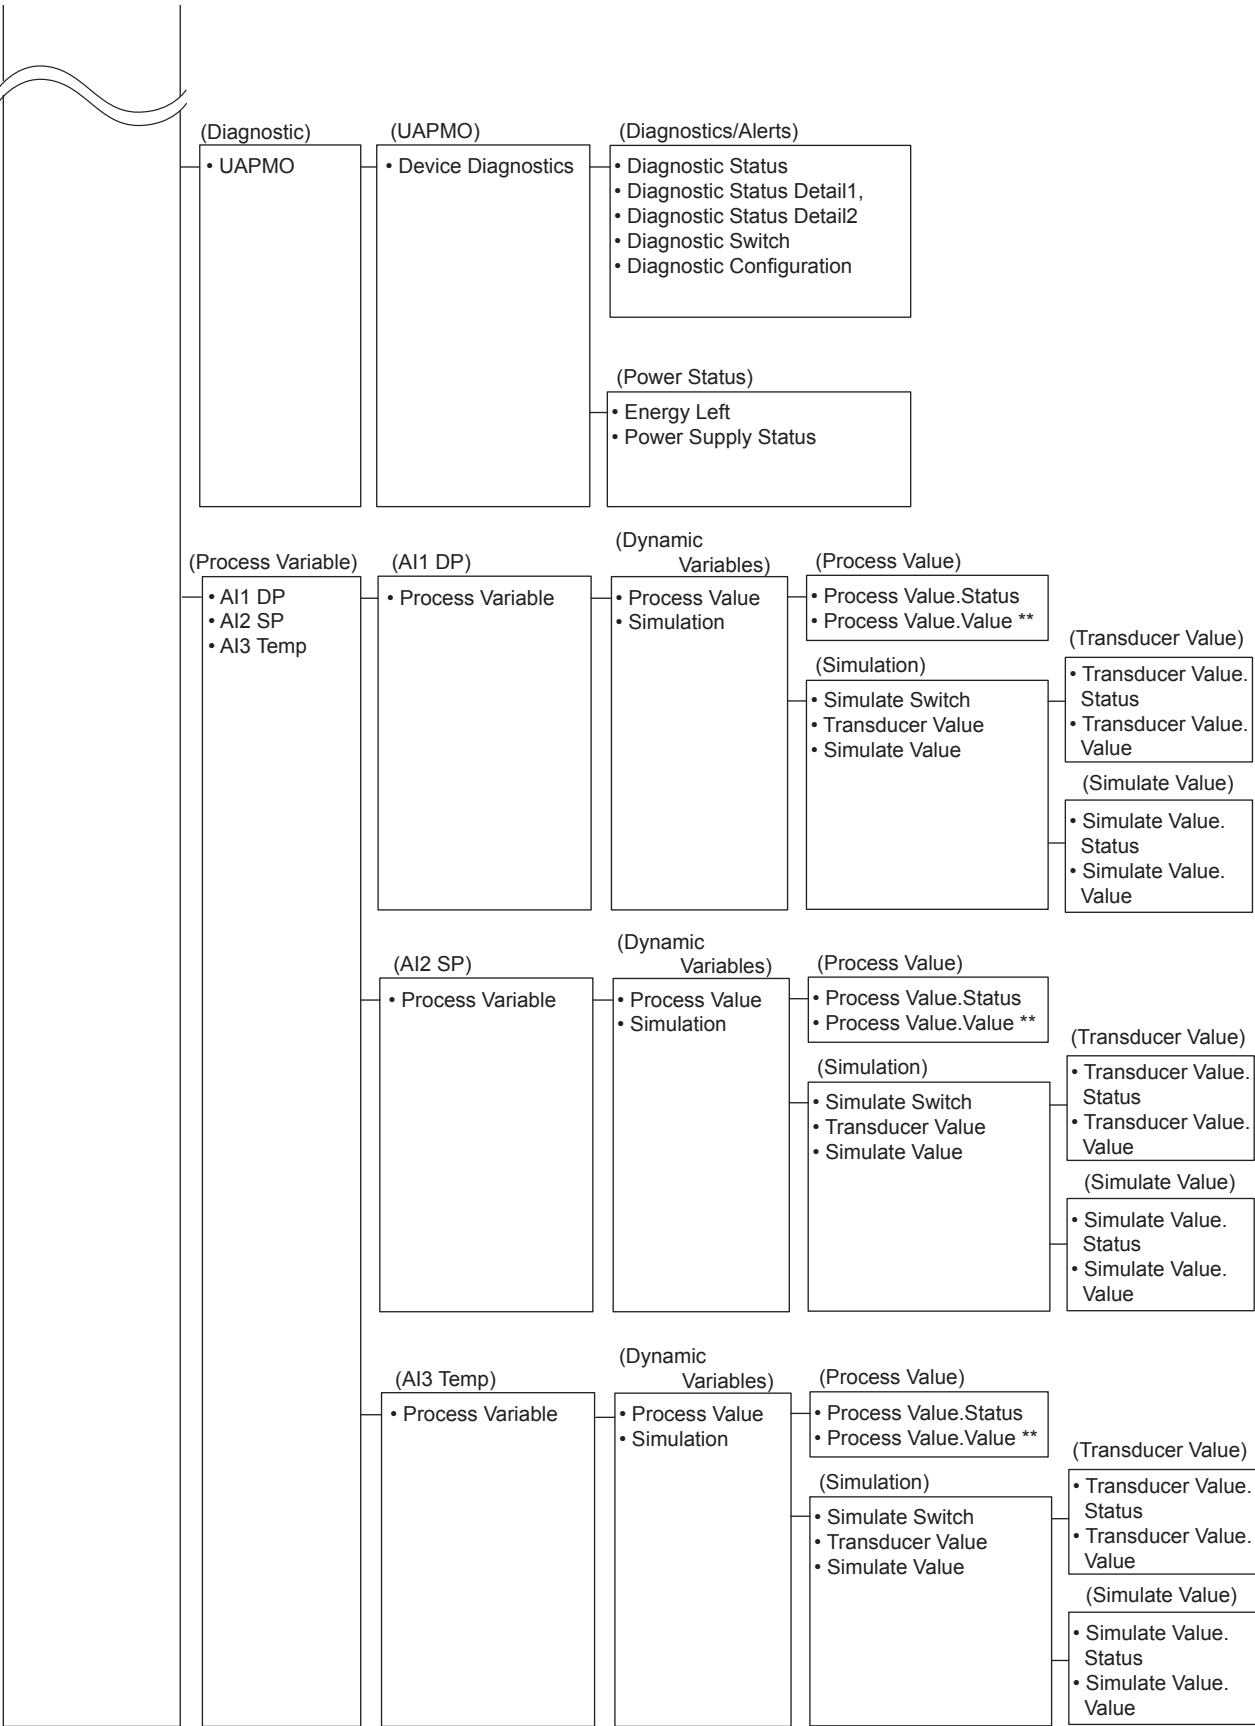 (Diagnostic)
• UAPMO
(UAPMO)
• Device Diagnostics
(Diagnostics/Alerts)
• Diagnostic Status
• Diagnostic Status Detail1,
• Diagnostic Status Detail2
• Diagnostic Switch
• Diagnostic Configuration
(Power Status)
• Energy Left
• Power Supply Status
(Process Variable)
• AI1 DP
• AI2 SP
• AI3 Temp
(AI1 DP)
• Process Variable
(Dynamic
Variables)
• Process Value
• Simulation
(Process Value)
• Process Value.Status
• Process Value.Value **
(Simulation)
• Simulate Switch
• Transducer Value
• Simulate Value
(Transducer Value)
• Transducer Value.
Status
• Transducer Value.
Value
(Simulate Value)
• Simulate Value.
Status
• Simulate Value.
Value
(AI2 SP)
• Process Variable
(Dynamic
Variables)
• Process Value
• Simulation
(Process Value)
• Process Value.Status
• Process Value.Value **
(Simulation)
• Simulate Switch
• Transducer Value
• Simulate Value
(Transducer Value)
• Transducer Value.
Status
• Transducer Value.
Value
(Simulate Value)
• Simulate Value.
Status
• Simulate Value.
Value
(AI3 Temp)
• Process Variable
(Dynamic
Variables)
• Process Value
• Simulation
(Process Value)
• Process Value.Status
• Process Value.Value **
(Simulation)
• Simulate Switch
• Transducer Value
• Simulate Value
(Transducer Value)
• Transducer Value.
Status
• Transducer Value.
Value
(Simulate Value)
• Simulate Value.
Status
• Simulate Value.
Value